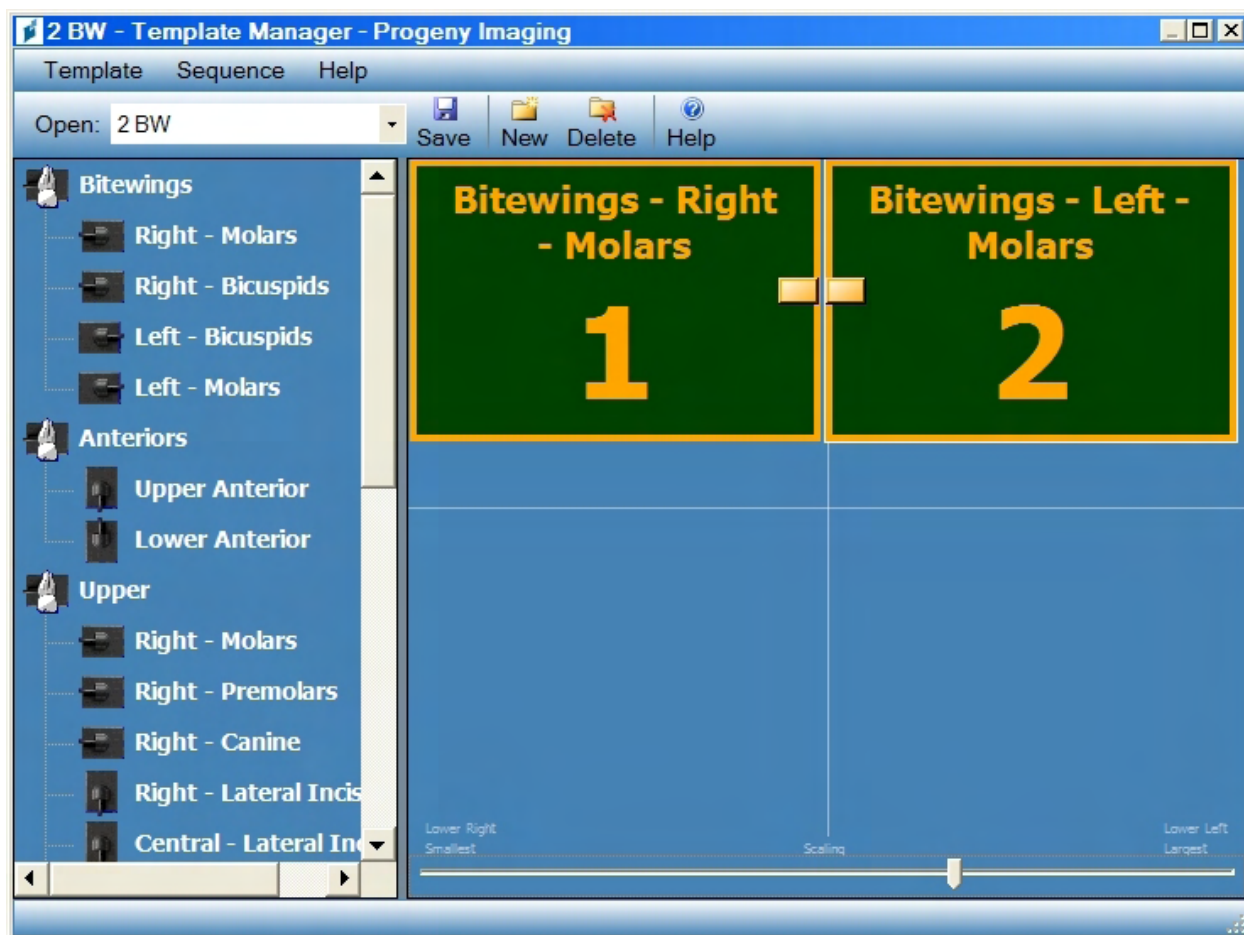 2 BW - Template Manager - Progeny Imaging
Template Sequence Help
Open: 2 BW
Save New Delete Help
Bitewings
Right - Molars
Right - Bicuspids
Left - Bicuspids
Left - Molars
Anteriors
Upper Anterior
Lower Anterior
Upper
Right - Molars
Right - Premolars
Right - Canine
Right - Lateral Incis
Central - Lateral Inc
Bitewings - Right
- Molars
1
Bitewings - Left -
Molars
2
Lower Right
Lower Left
Smallest
Scaling
Largest